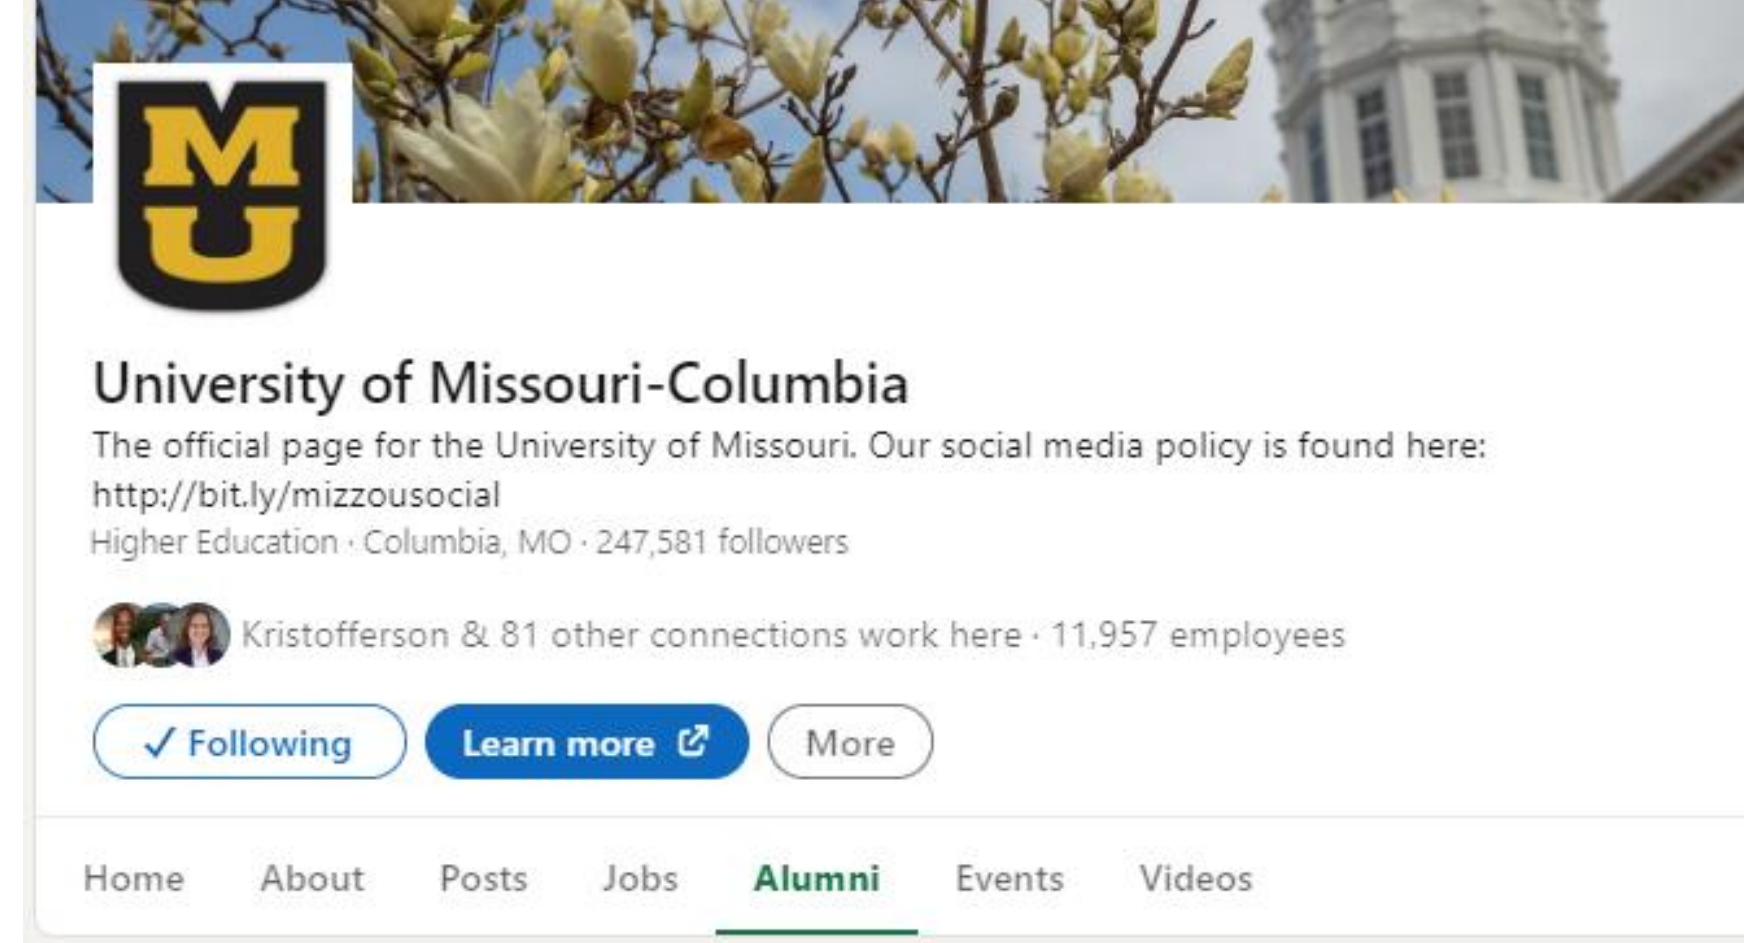 M
U
University of Missouri-Columbia
The official page for the University of Missouri. Our social media policy is found here:
http://bit.ly/mizzousocial
Higher Education · Columbia, MO · 247,581 followers
Kristofferson & 81 other connections work here · 11,957 employees
✓ Following Learn more More
Home About Posts Jobs Alumni Events Videos